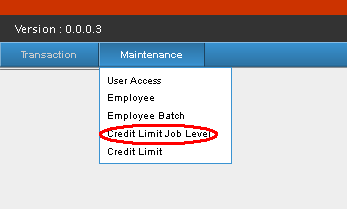 Version : 0.0.0.3
Transaction Maintenance
User Access
Employee
Employee Batch
Credit Limit Job Level
Credit Limit